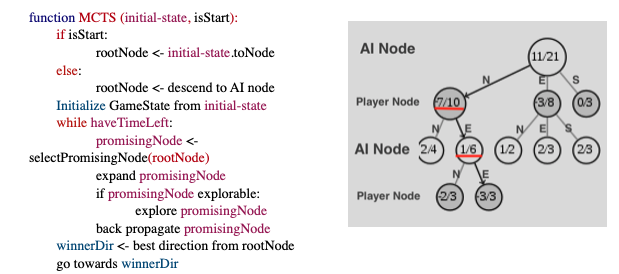 function MCTS (initial-state, isStart):
if isStart:
rootNode <- initial-state.toNode
else:
rootNode <- descend to AI node
Initialize GameState from initial-state
while haveTimeLeft:
promisingNode <-
selectPromisingNode(rootNode)
expand promisingNode
if promisingNode explorable:
explore promisingNode
back propagate promisingNode
winnerDir <- best direction from rootNode
go towards winnerDir
AI Node
11/21
N E S
Player Node
-7/10 -3/8 0/3
N E N E S
AI Node
2/4 1/6 1/2 2/3 2/3
N E
Player Node
-2/3 -3/3